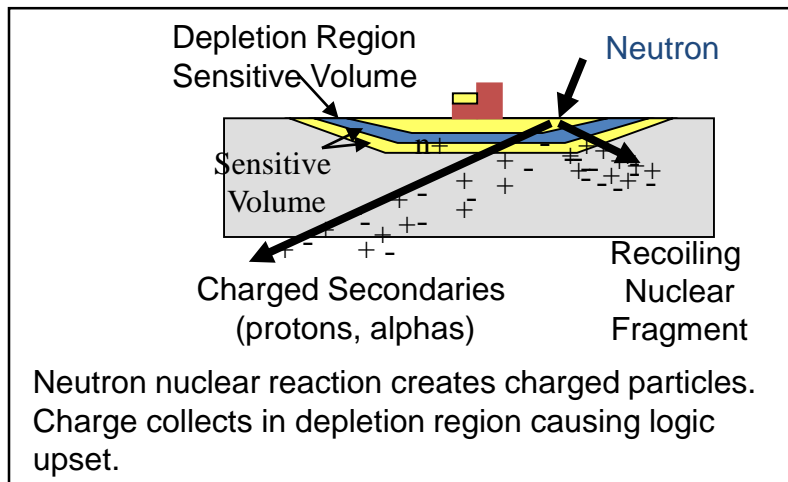 Depletion Region
Sensitive Volume
Neutron
n+
Sensitive
Volume
Charged Secondaries
(protons, alphas)
Recoiling
Nuclear
Fragment
Neutron nuclear reaction creates charged particles.
Charge collects in depletion region causing logic
upset.